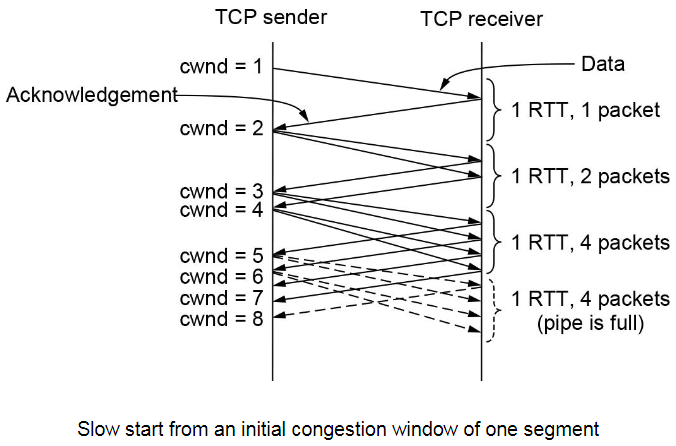 TCP sender
TCP receiver
cwnd = 1
Data
Acknowledgement
1 RTT, 1 packet
cwnd = 2
1 RTT, 2 packets
cwnd = 3
cwnd = 4
1 RTT, 4 packets
cwnd = 5
cwnd = 6
cwnd = 7
1 RTT, 4 packets
cwnd = 8
(pipe is full)
Slow start from an initial congestion window of one segment